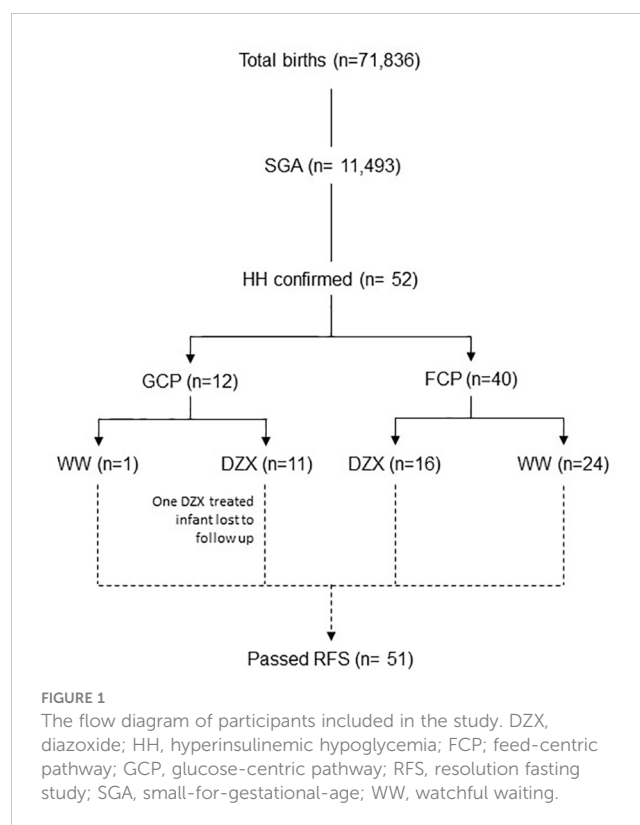 Total births (n=71,836)
SGA (n= 11,493)
HH confirmed (n= 52)
GCP (n=12)
FCP (n=40)
WW (n=1)
DZX (n=11)
DZX (n=16)
WW (n=24)
One DZX treated
infant lost to
follow up
Passed RFS (n= 51)
FIGURE 1
The flow diagram of participants included in the study. DZX,
diazoxide; HH, hyperinsulinemic hypoglycemia; FCP; feed-centric
pathway; GCP, glucose-centric pathway; RFS, resolution fasting
study; SGA, small-for-gestational-age; WW, watchful waiting.